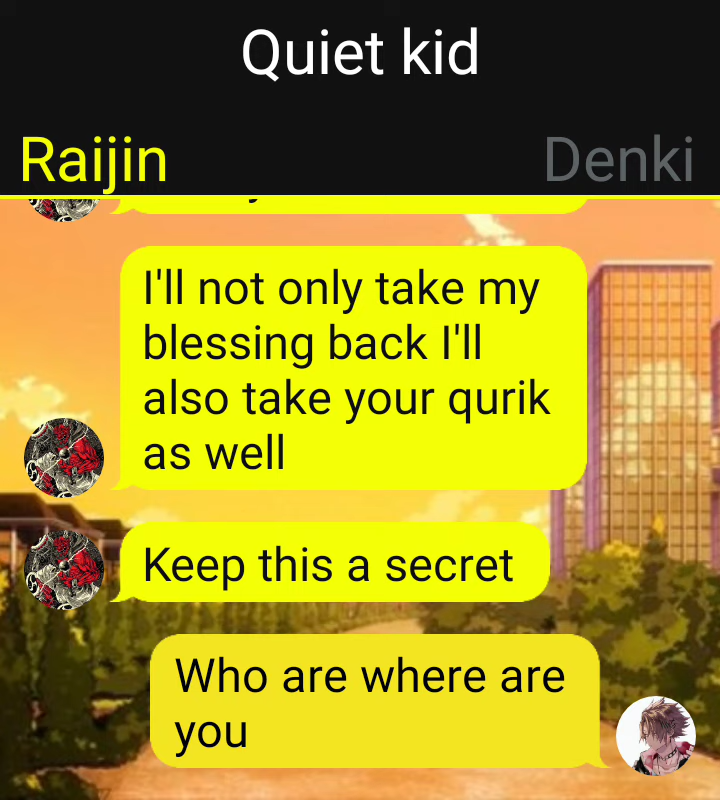 Quiet kid
Raijin
Denki
I'll not only take my
blessing back I'll
also take your qurik
as well
Keep this a secret
Who are where are
you